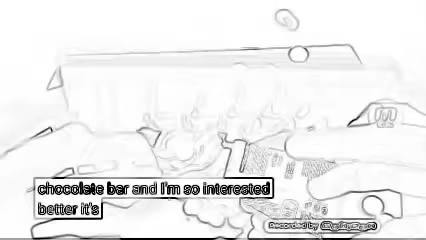 chocolate bar and I'm so interested
better it's
Recorded by